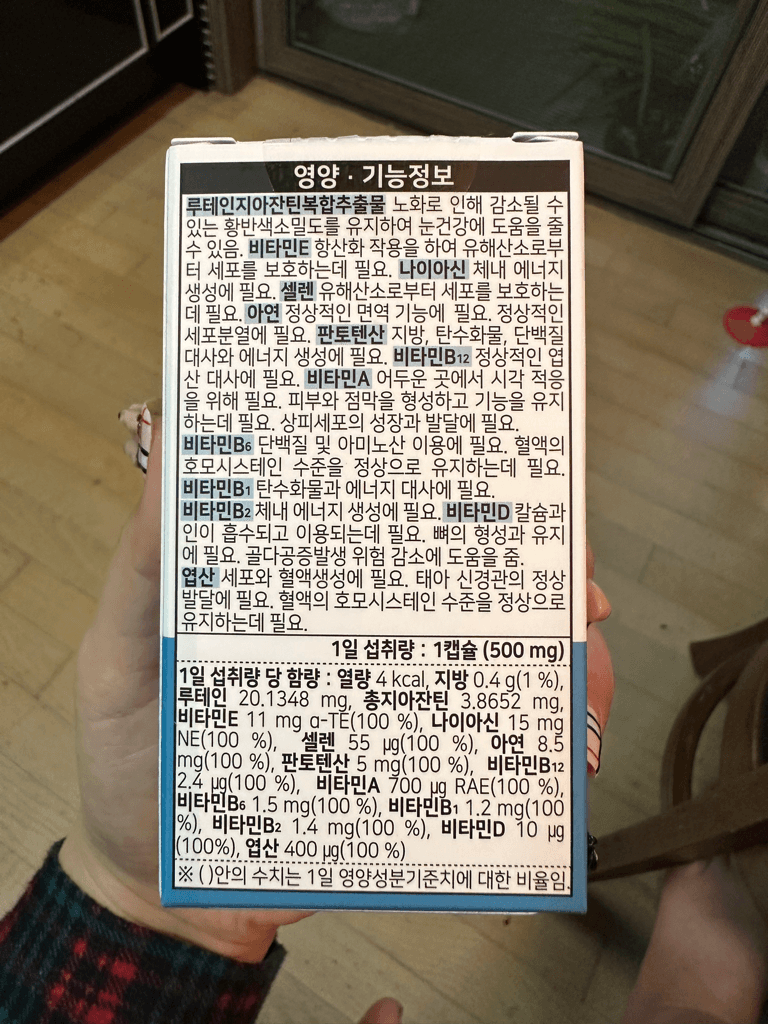 영양 · 기능정보
루테인지아잔틴복합추출물 노화로 인해 감소될 수
있는 황반색소밀도를 유지하여 눈건강에 도움을 줄
수 있음. 비타민E 항산화 작용을 하여 유해산소로부
터 세포를 보호하는데 필요. 나이아신 체내 에너지
생성에 필요. 셀렌 유해산소로부터 세포를 보호하는
데 필요. 아연 정상적인 면역 기능에 필요. 정상적인
세포분열에 필요. 판토텐산 지방, 탄수화물, 단백질
대사와 에너지 생성에 필요. 비타민B12 정상적인 엽
산 대사에 필요. 비타민A 어두운 곳에서 시각 적응
을 위해 필요. 피부와 점막을 형성하고 기능을 유지
하는데 필요. 상피세포의 성장과 발달에 필요.
비타민B6 단백질 및 아미노산 이용에 필요. 혈액의
호모시스테인 수준을 정상으로 유지하는데 필요.
비타민B1 탄수화물과 에너지 대사에 필요.
비타민B2 체내 에너지 생성에 필요. 비타민D 칼슘과
인이 흡수되고 이용되는데 필요. 뼈의 형성과 유지
에 필요. 골다공증발생 위험 감소에 도움을 줌.
엽산 세포와 혈액생성에 필요. 태아 신경관의 정상
발달에 필요. 혈액의 호모시스테인 수준을 정상으로
유지하는데 필요.
1일 섭취량 : 1캡슐 (500 mg)
1일 섭취량 당 함량 : 열량 4 kcal, 지방 0.4 g(1 %),
루테인 20.1348 mg, 총지아잔틴 3.8652 mg,
비타민E 11 mg α-TE(100 %), 나이아신 15 mg
NE(100 %), 셀렌 55 μg(100 %), 아연 8.5
mg(100 %), 판토텐산 5 mg(100 %), 비타민B12
2.4 μg(100 %), 비타민A 700 μg RAE(100 %),
비타민B6 1.5 mg(100 %), 비타민B1 1.2 mg(100
%), 비타민B2 1.4 mg(100 %), 비타민D 10 μg
(100%), 엽산 400 μg(100 %)
※ ( )안의 수치는 1일 영양성분기준치에 대한 비율임.